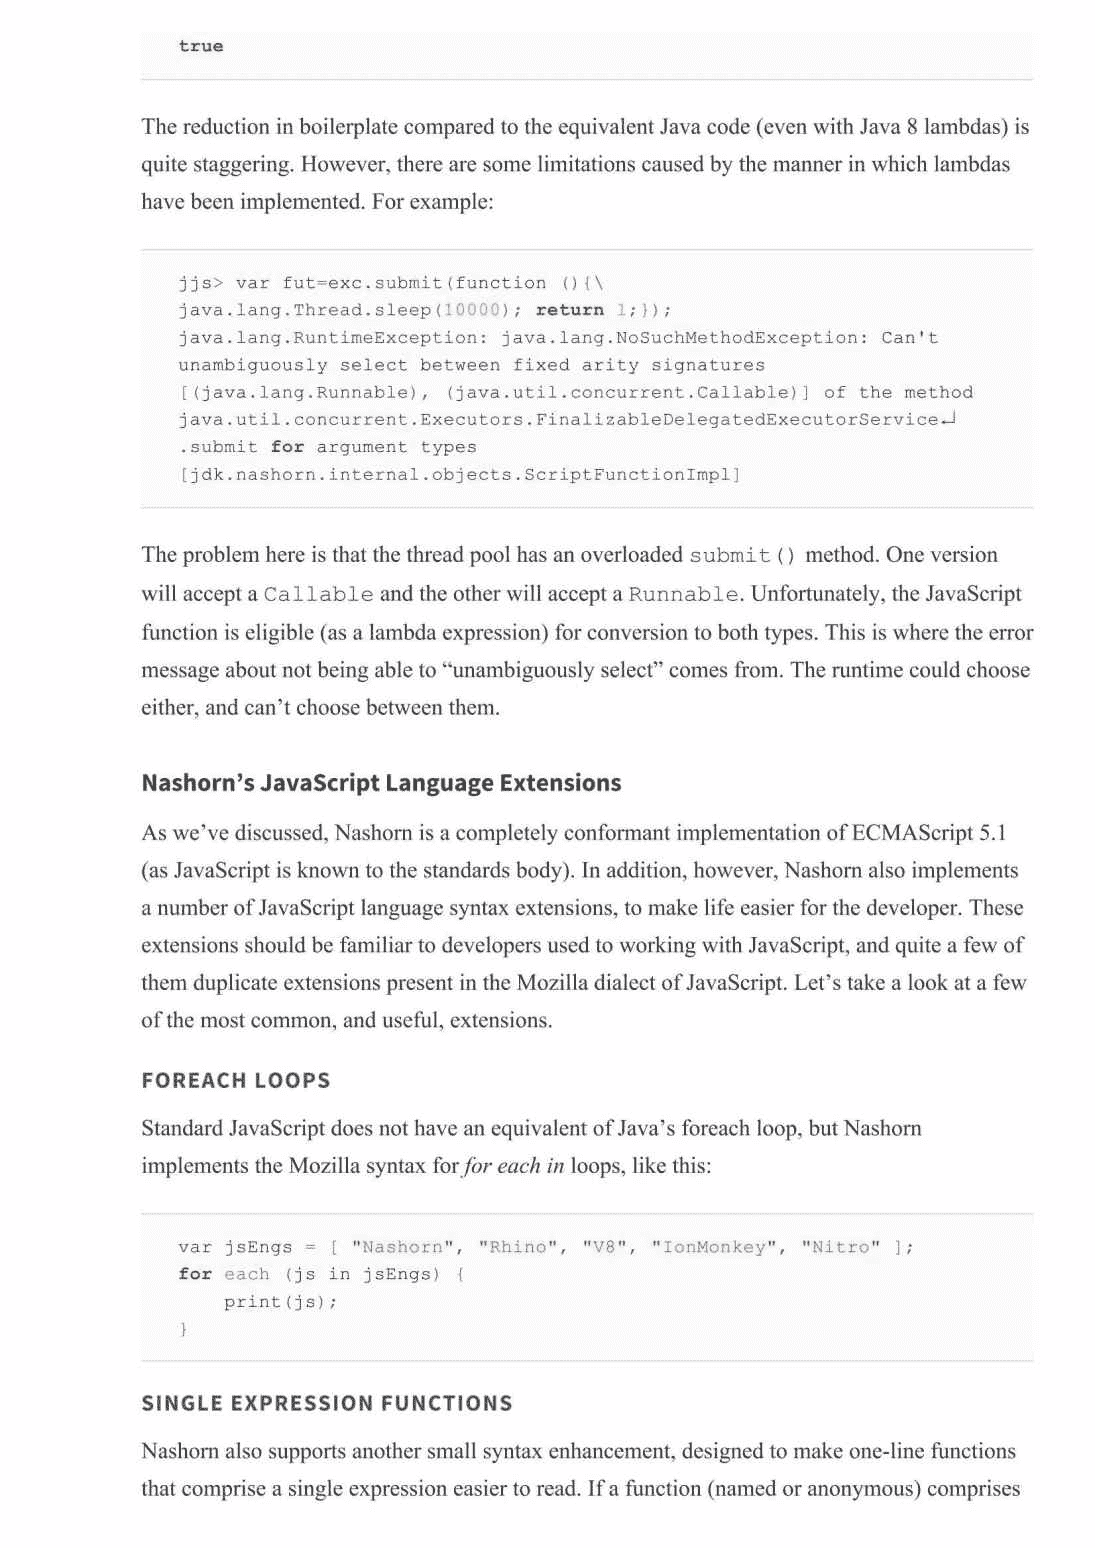 true
The reduction in boilerplate compared to the equivalent Java code (even with Java 8 lambdas) is
quite staggering. However, there are some limitations caused by the manner in which lambdas
have been implemented. For example:
jjs> var fut=exc.submit(function (){\
java.lang.Thread.sleep(10000); return 1;});
java.lang.RuntimeException: java.lang.NoSuchMethodException: Can't
unambiguously select between fixed arity signatures
[(java.lang.Runnable), (java.util.concurrent.Callable)] of the method
java.util.concurrent.Executors.FinalizableDelegatedExecutorService↵
.submit for argument types
[jdk.nashorn.internal.objects.ScriptFunctionImpl]
The problem here is that the thread pool has an overloaded submit() method. One version
will accept a Callable and the other will accept a Runnable. Unfortunately, the JavaScript
function is eligible (as a lambda expression) for conversion to both types. This is where the error
message about not being able to “unambiguously select” comes from. The runtime could choose
either, and can’t choose between them.
Nashorn’s JavaScript Language Extensions
As we’ve discussed, Nashorn is a completely conformant implementation of ECMAScript 5.1
(as JavaScript is known to the standards body). In addition, however, Nashorn also implements
a number of JavaScript language syntax extensions, to make life easier for the developer. These
extensions should be familiar to developers used to working with JavaScript, and quite a few of
them duplicate extensions present in the Mozilla dialect of JavaScript. Let’s take a look at a few
of the most common, and useful, extensions.
FOREACH LOOPS
Standard JavaScript does not have an equivalent of Java’s foreach loop, but Nashorn
implements the Mozilla syntax for for each in loops, like this:
var jsEngs = [ "Nashorn", "Rhino", "V8", "IonMonkey", "Nitro" ];
for each (js in jsEngs) {
    print(js);
}
SINGLE EXPRESSION FUNCTIONS
Nashorn also supports another small syntax enhancement, designed to make one-line functions
that comprise a single expression easier to read. If a function (named or anonymous) comprises